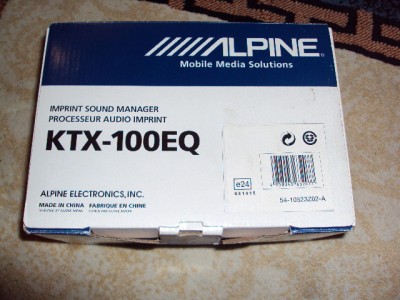 ALPINE
Mobile Media Solutions
IMPRINT SOUND MANAGER
PROCESSEUR AUDIO IMPRINT
KTX-100EQ
e24
ALPINE ELECTRONICS, INC.
MADE IN CHINA FABRIQUE EN CHINE
54-10523Z02-A